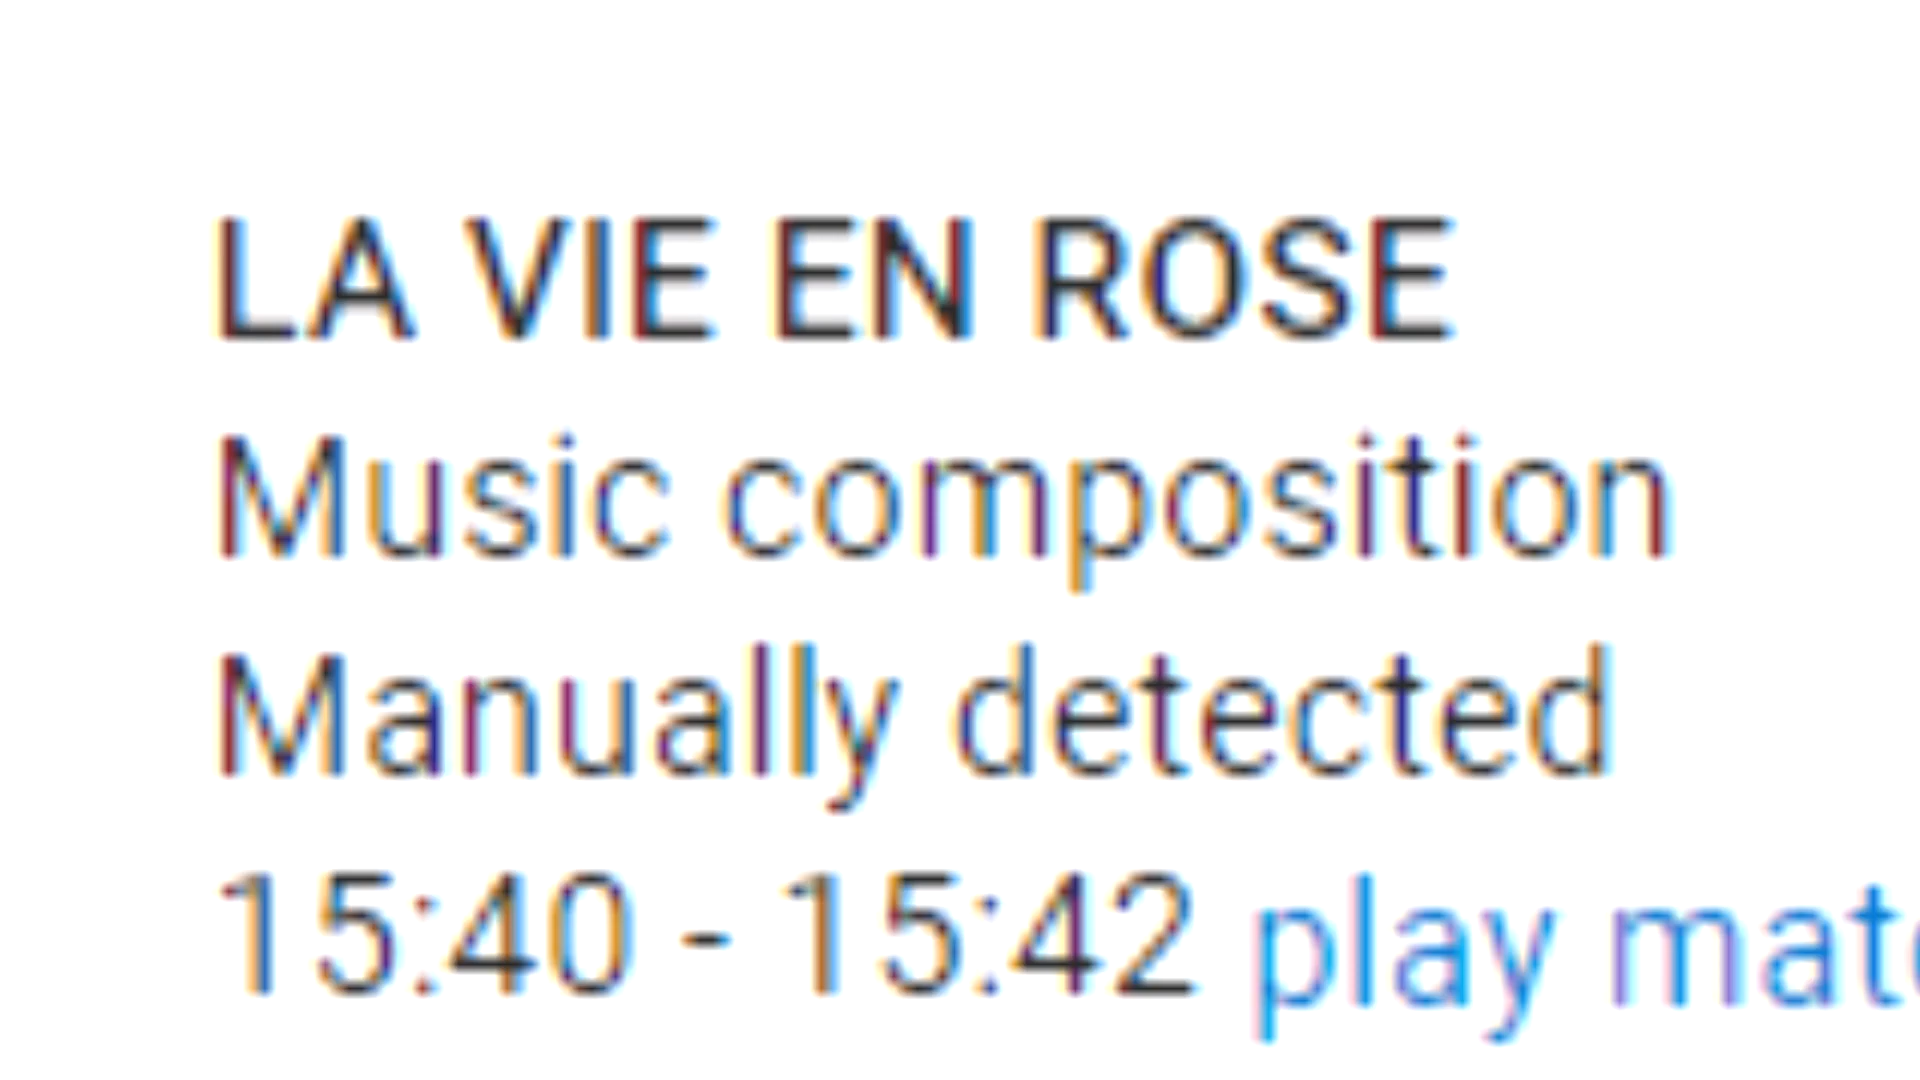 LA VIE EN ROSE
Music composition
Manually detected
15:40 - 15:42 play